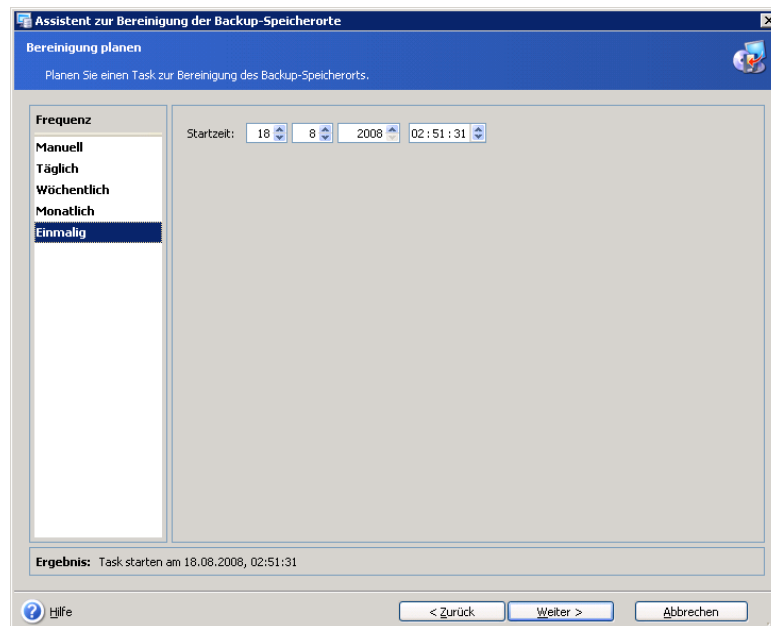 Assistent zur Bereinigung der Backup-Speicherorte
Bereinigung planen
Planen Sie einen Task zur Bereinigung des Backup-Speicherorts.
Frequenz
Manuell
Täglich
Wöchentlich
Monatlich
Einmalig
Startzeit: 18 8 2008 02:51:31
Ergebnis: Task starten am 18.08.2008, 02:51:31
Hilfe < Zurück Weiter > Abbrechen